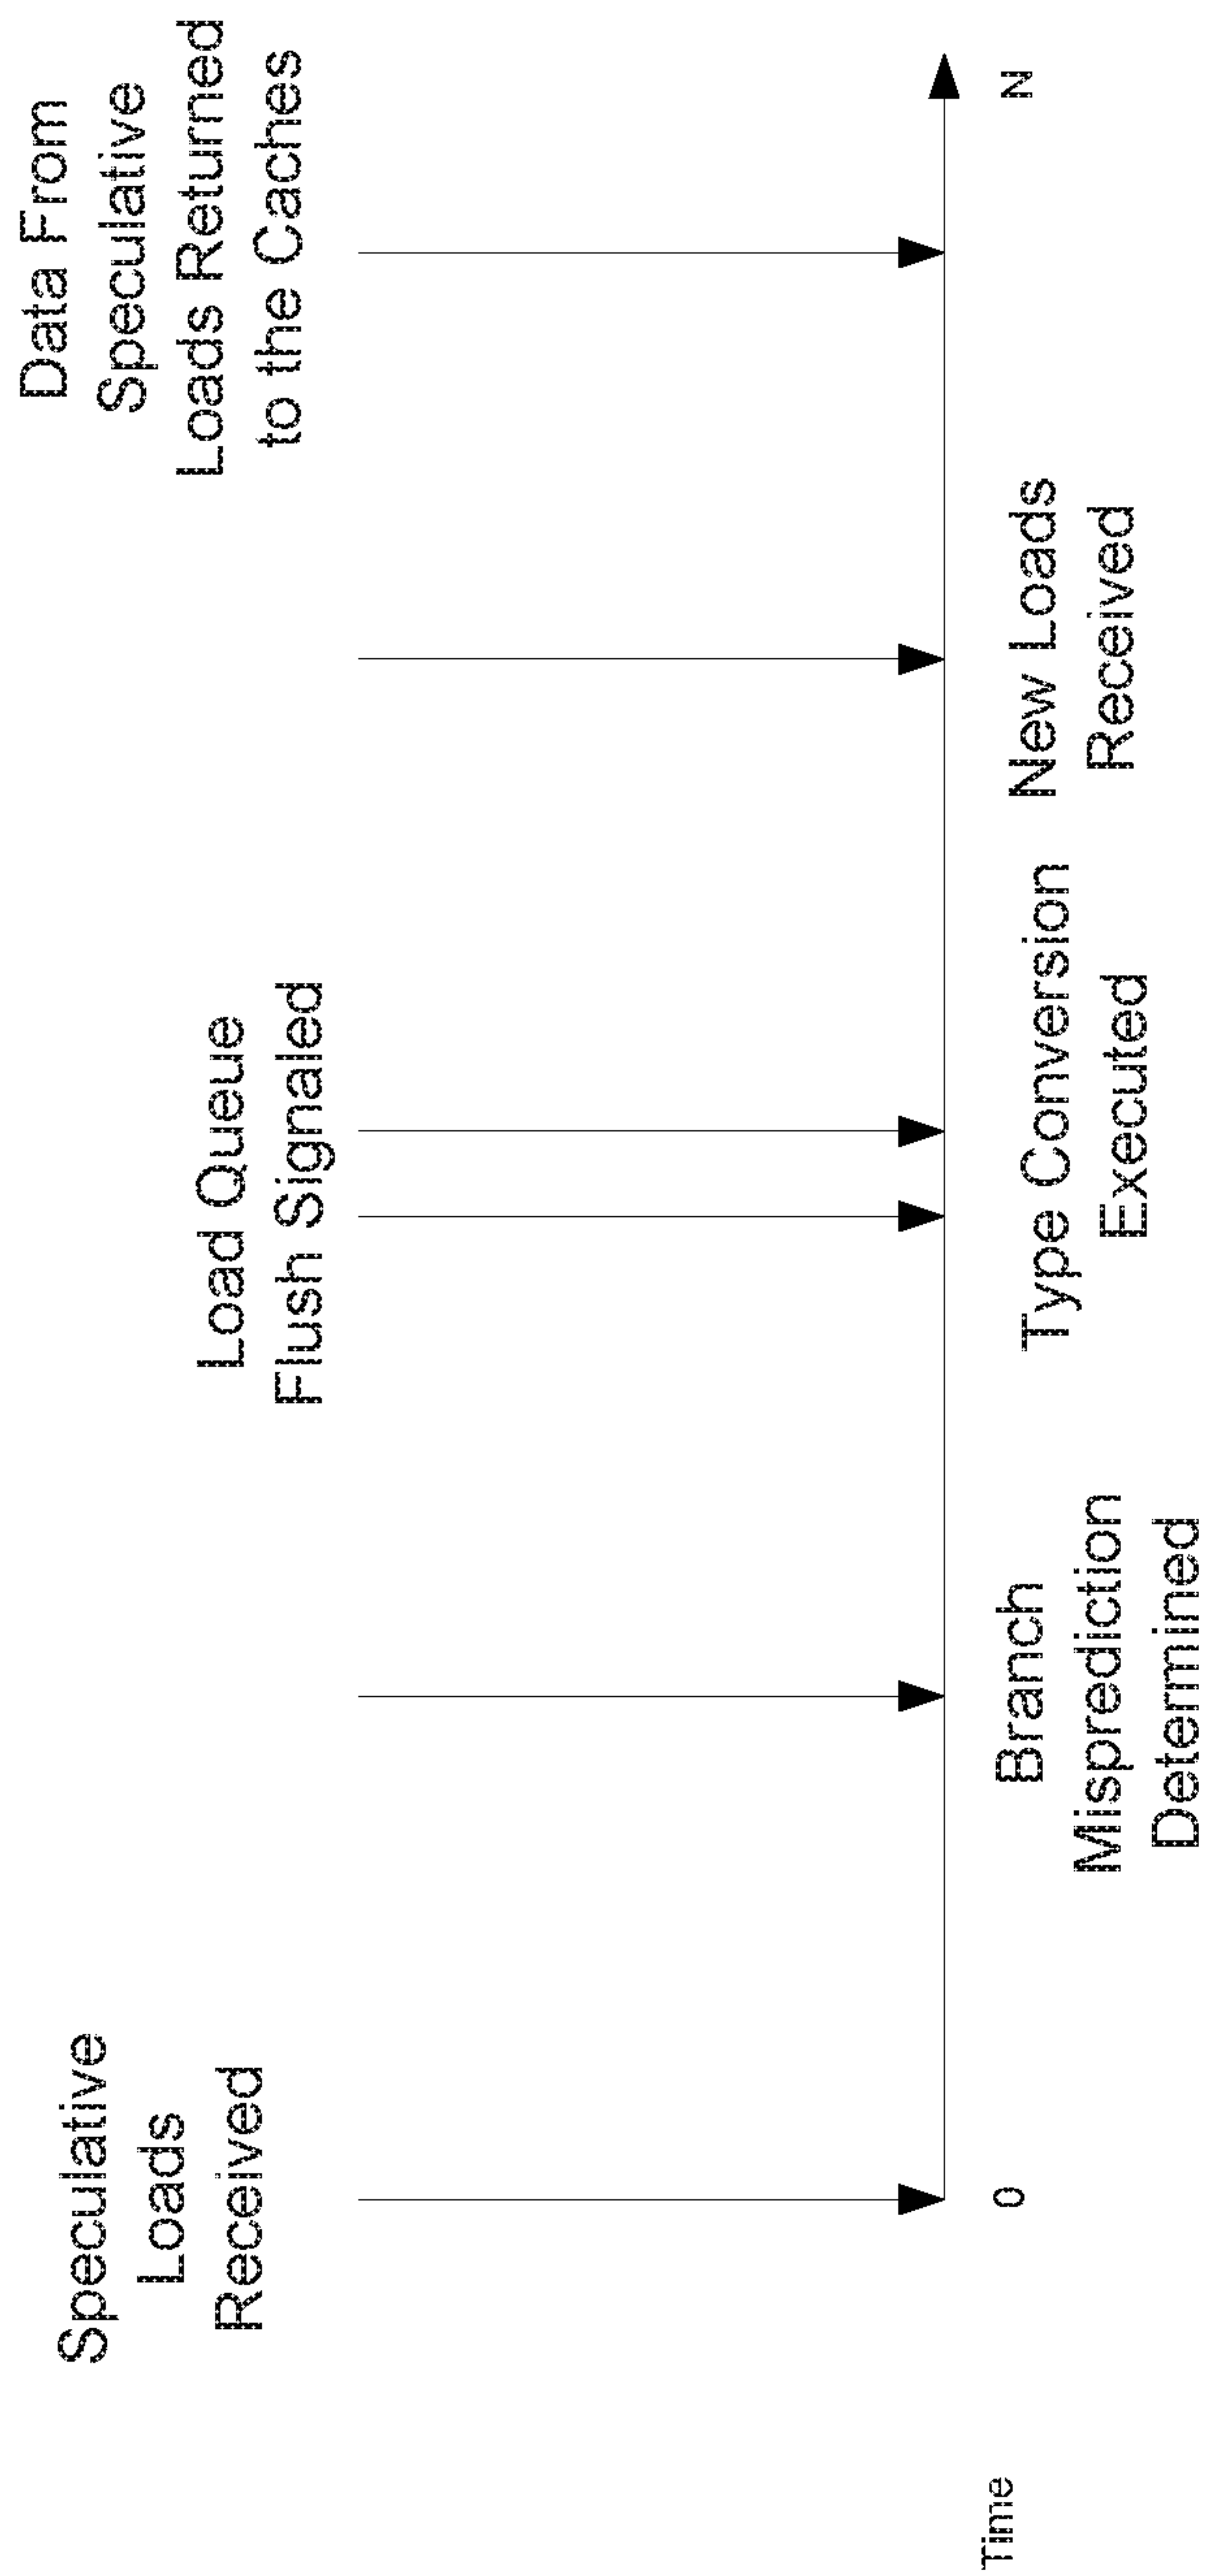 Speculative
Loads
Received
Load Queue
Flush Signaled
Data From
Speculative
Loads Returned
to the Caches
Time
0
Branch
Misprediction
Determined
Type Conversion
Executed
New Loads
Received
N